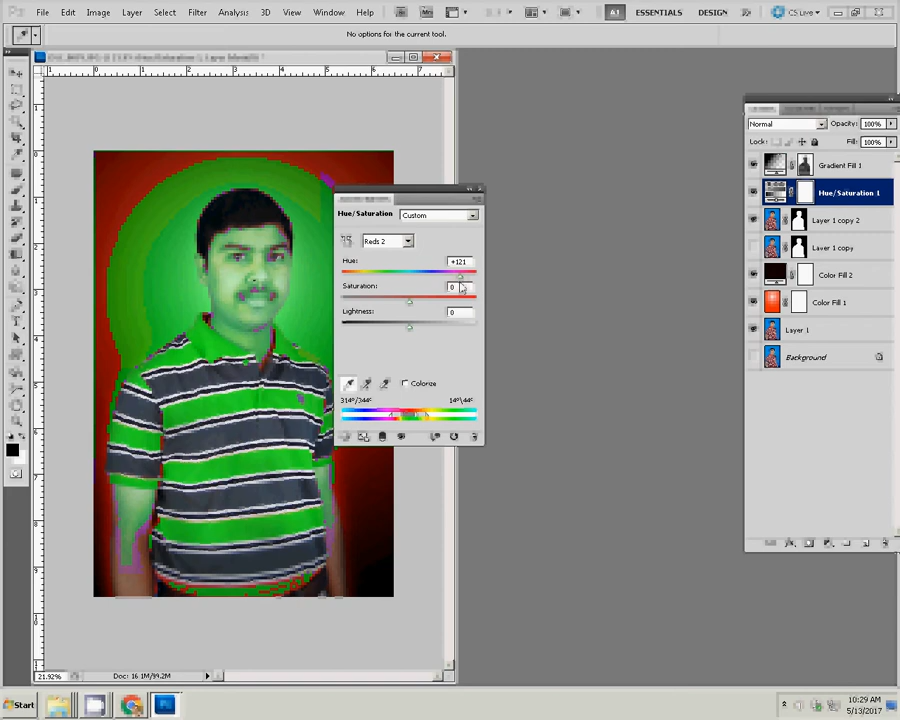 Ps File Edit Image Layer Select Filter Analysis 3D View Window Help Br Mb ESSENTIALS DESIGN CS Live
No options for the current tool.
Hue/Saturation Custom
Reds 2
Hue: +121
Saturation: 0
Lightness: 0
Colorize
314°/344° 14°\44°
Normal Opacity: 100%
Lock: Fill: 100%
Gradient Fill 1
Hue/Saturation 1
Layer 1 copy 2
Layer 1 copy
Color Fill 2
Color Fill 1
Layer 1
Background
21.92% Doc: 16.1M/99.2M
Start
10:29 AM
5/13/2017